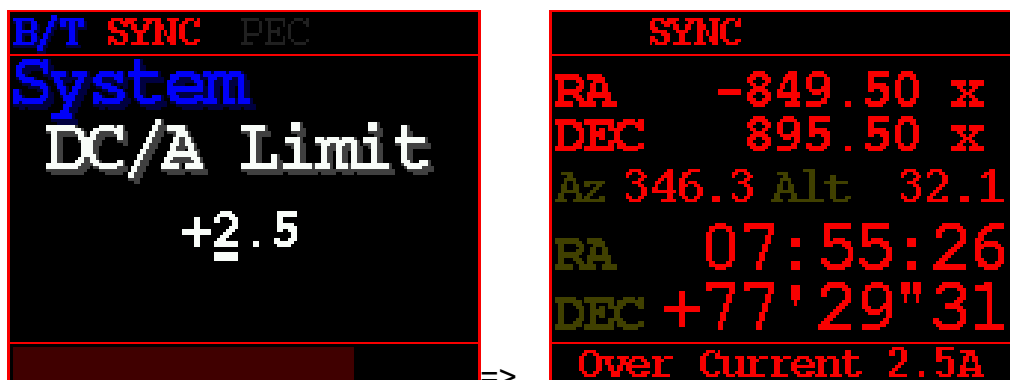 B/T SYNC PEC
System
DC/A Limit
+2.5
=>
SYNC
RA -849.50 x
DEC 895.50 x
Az 346.3 Alt 32.1
RA 07:55:26
DEC +77'29"31
Over Current 2.5A